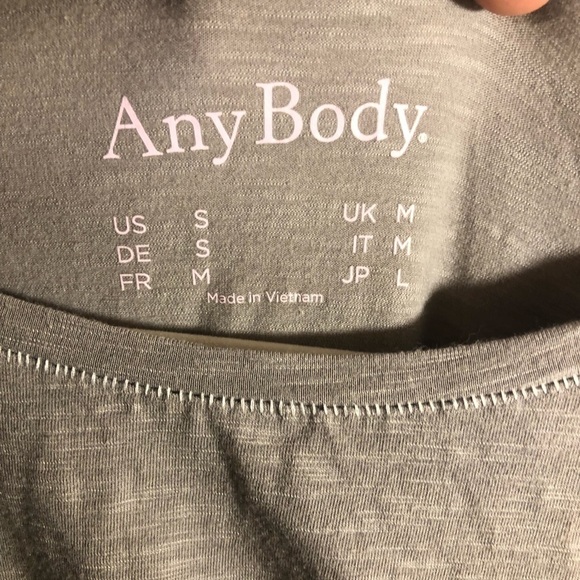 AnyBody.
US S UK M
DE S IT M
FR M JP L
Made in Vietnam